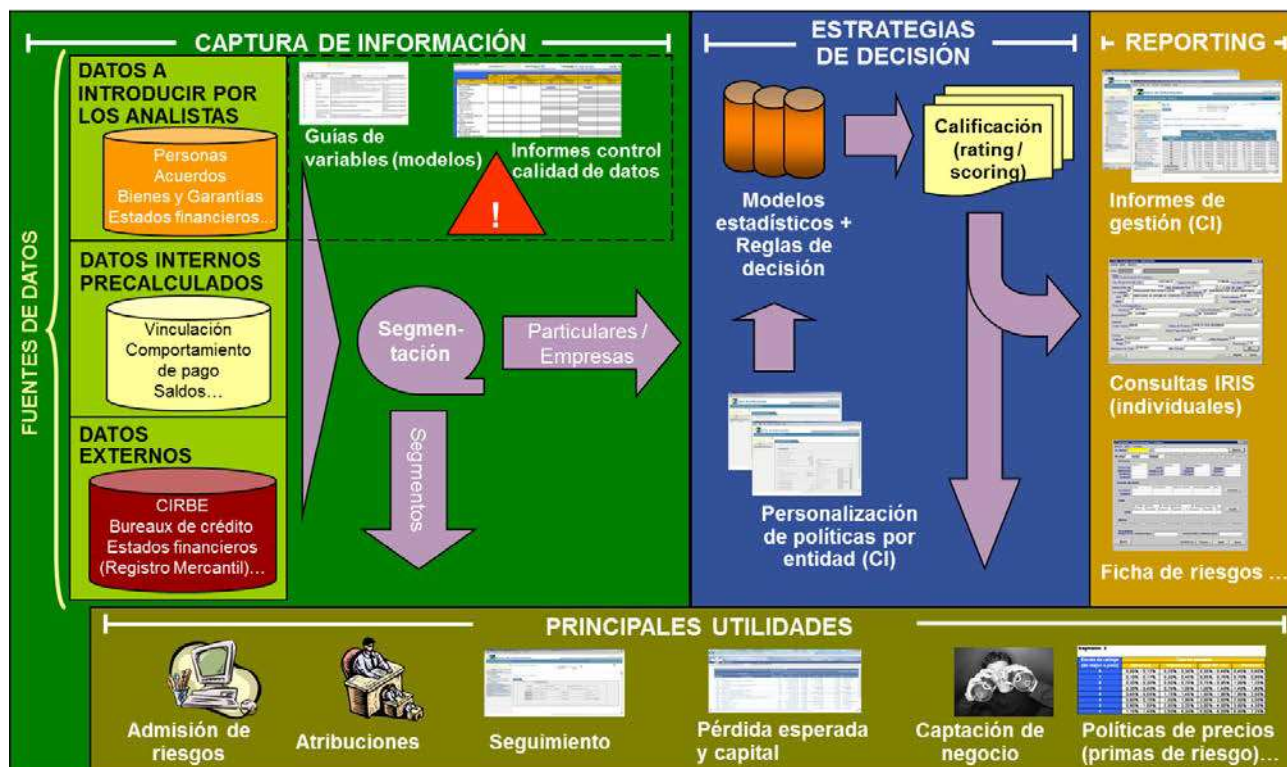 CAPTURA DE INFORMACIÓN
ESTRATEGIAS
DE DECISIÓN
REPORTING
FUENTES DE DATOS
DATOS A
INTRODUCIR POR
LOS ANALISTAS
Personas
Acuerdos
Bienes y Garantías
Estados financieros...
DATOS INTERNOS
PRECALCULADOS
Vinculación
Comportamiento
de pago
Saldos...
DATOS
EXTERNOS
CIRBE
Bureaux de crédito
Estados financieros
(Registro Mercantil)...
Guías de
variables (modelos)
Informes control
calidad de datos
!
Segmen-
tación
Particulares /
Empresas
Segmentos
Modelos
estadísticos +
Reglas de
decisión
Calificación
(rating /
scoring)
Personalización
de políticas por
entidad (CI)
Informes de
gestión (CI)
Consultas IRIS
(individuales)
Ficha de riesgos ...
PRINCIPALES UTILIDADES
Admisión de
riesgos
Atribuciones
Seguimiento
Pérdida esperada
y capital
Captación de
negocio
Políticas de precios
(primas de riesgo)...